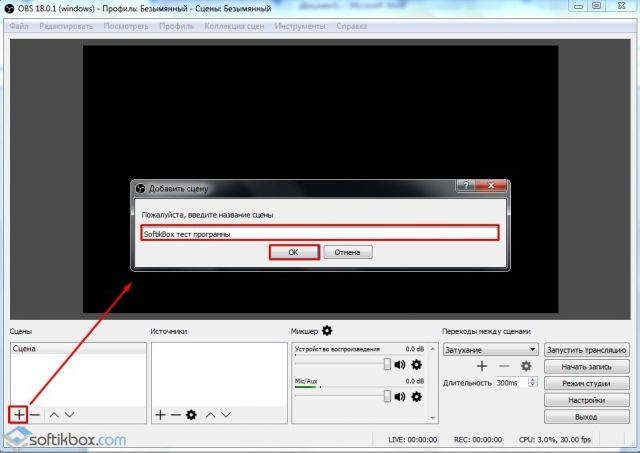 OBS 18.0.1 (windows) - Профиль: Безымянный - Сцены: Безымянный
Файл Редактировать Посмотреть Профиль Коллекция сцен Инструменты Справка
Добавить сцену
Пожалуйста, введите название сцены
SoftikBox тест программы
OK Отмена
Сцены Источники Микшер Переходы между сценами
Сцена
Устройство воспроизведения 0.0 dB
Mic/Aux 0.0 dB
Затухание
Длительность 300ms
Запустить трансляцию
Начать запись
Режим студии
Настройки
Выход
LIVE: 00:00:00 REC: 00:00:00 CPU: 3.0%, 30.00 fps
softikbox.com